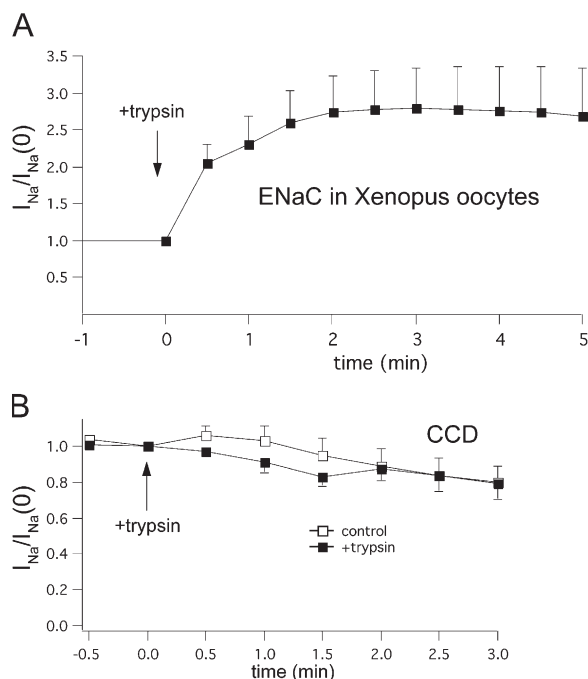 A
3.5
3.0
2.5
2.0
1.5
1.0
0.5
I_Na/I_Na(0)
+trypsin
ENaC in Xenopus oocytes
-1 0 1 2 3 4 5
time (min)
B
CCD
1.0
0.8
0.6
0.4
0.2
0.0
I_Na/I_Na(0)
+trypsin
control
+trypsin
-0.5 0.0 0.5 1.0 1.5 2.0 2.5 3.0
time (min)